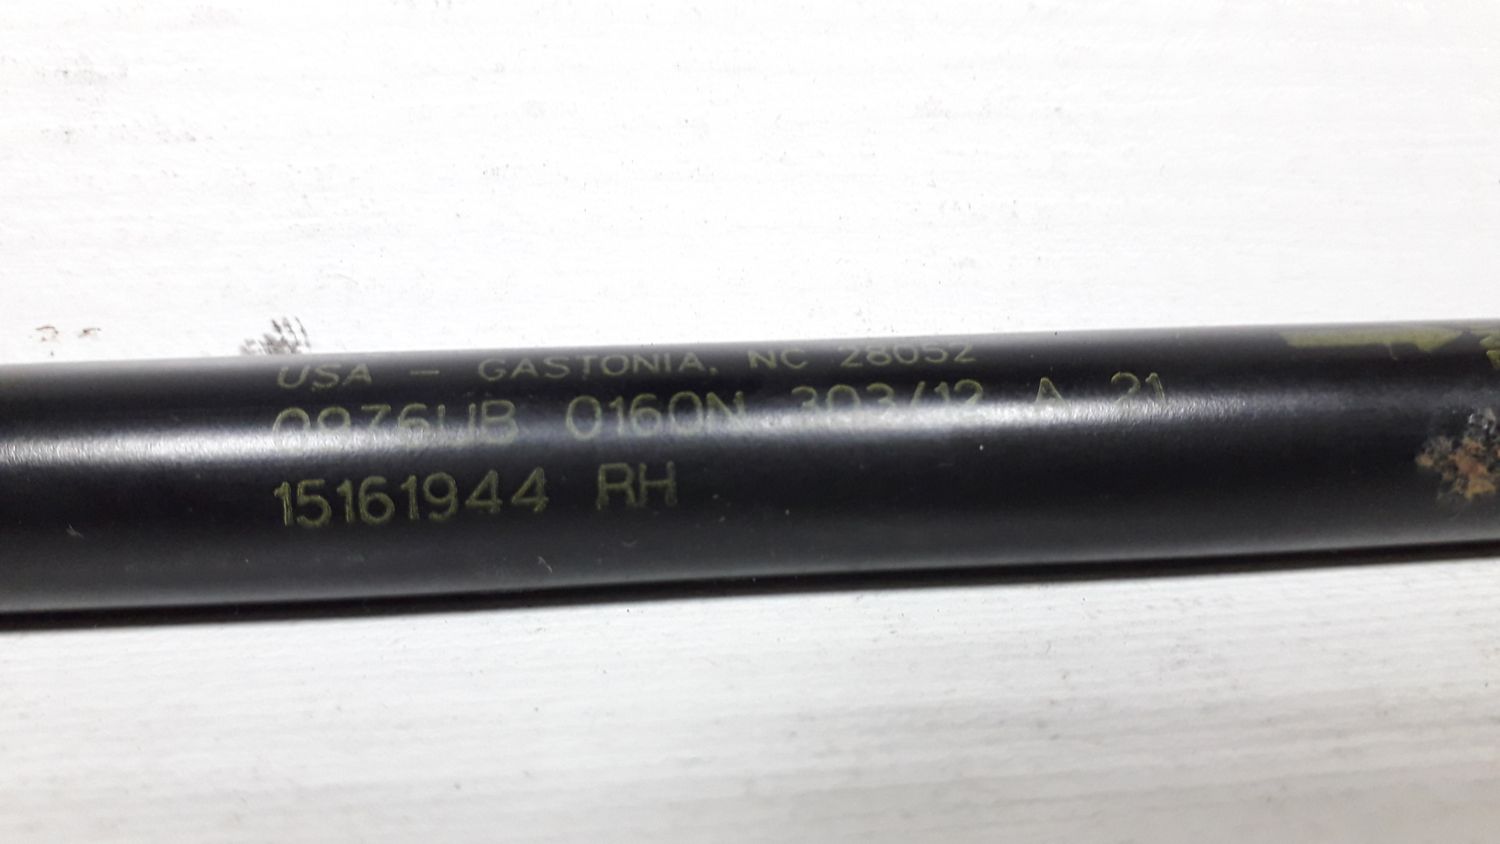 USA - GASTONIA, NC 28052
0976UB 0160N 303/12 A 21
15161944 RH